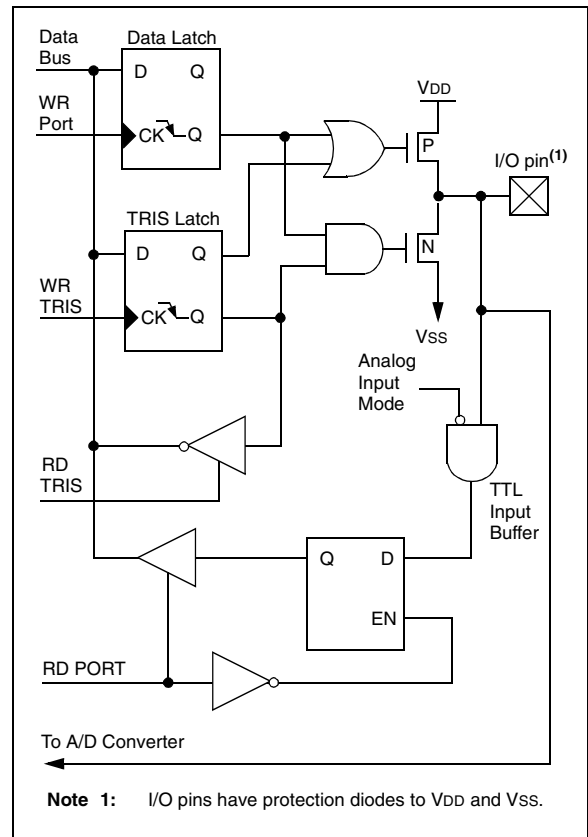 Data
Bus
Data Latch
D Q
WR
Port
CK Q
VDD
P
I/O pin(1)
TRIS Latch
D Q
N
WR
TRIS
CK Q
VSS
Analog
Input
Mode
RD
TRIS
TTL
Input
Buffer
Q D
EN
RD PORT
To A/D Converter
Note 1: I/O pins have protection diodes to VDD and VSS.